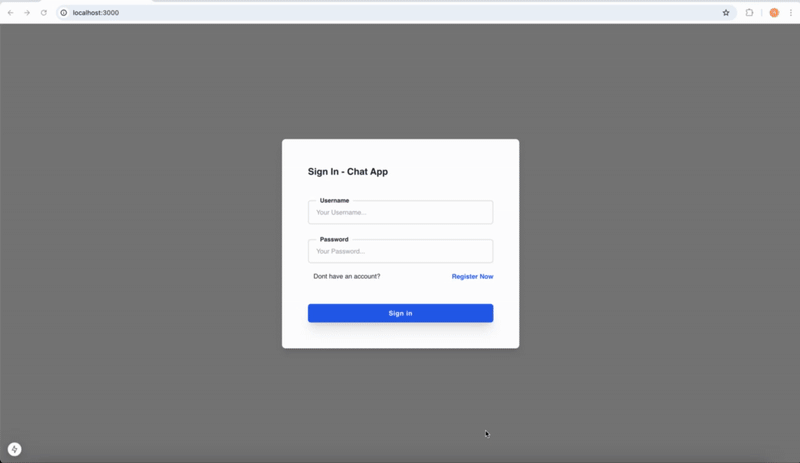 localhost:3000
Sign In - Chat App
Username
Your Username...
Password
Your Password...
Dont have an account? Register Now
Sign in